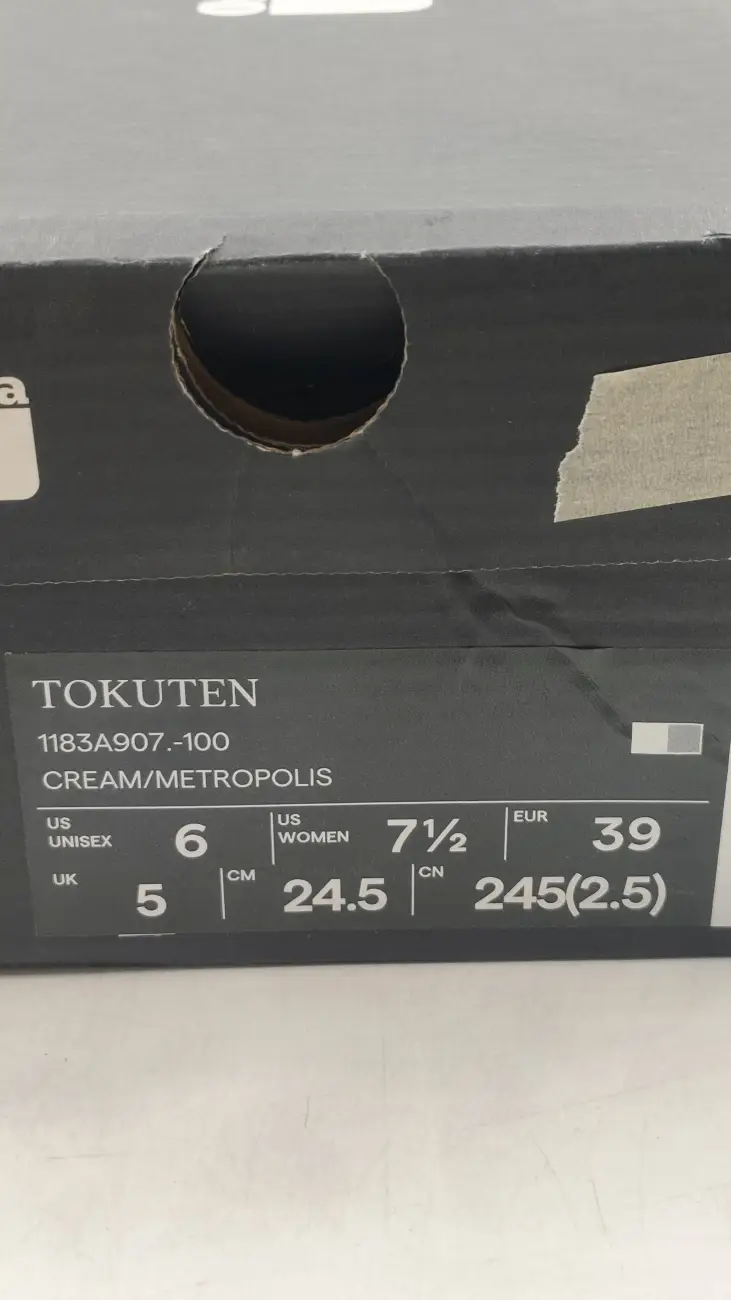 a
TOKUTEN
1183A907.-100
CREAM/METROPOLIS
US UNISEX 6 US WOMEN 7½ EUR 39
UK 5 CM 24.5 CN 245(2.5)